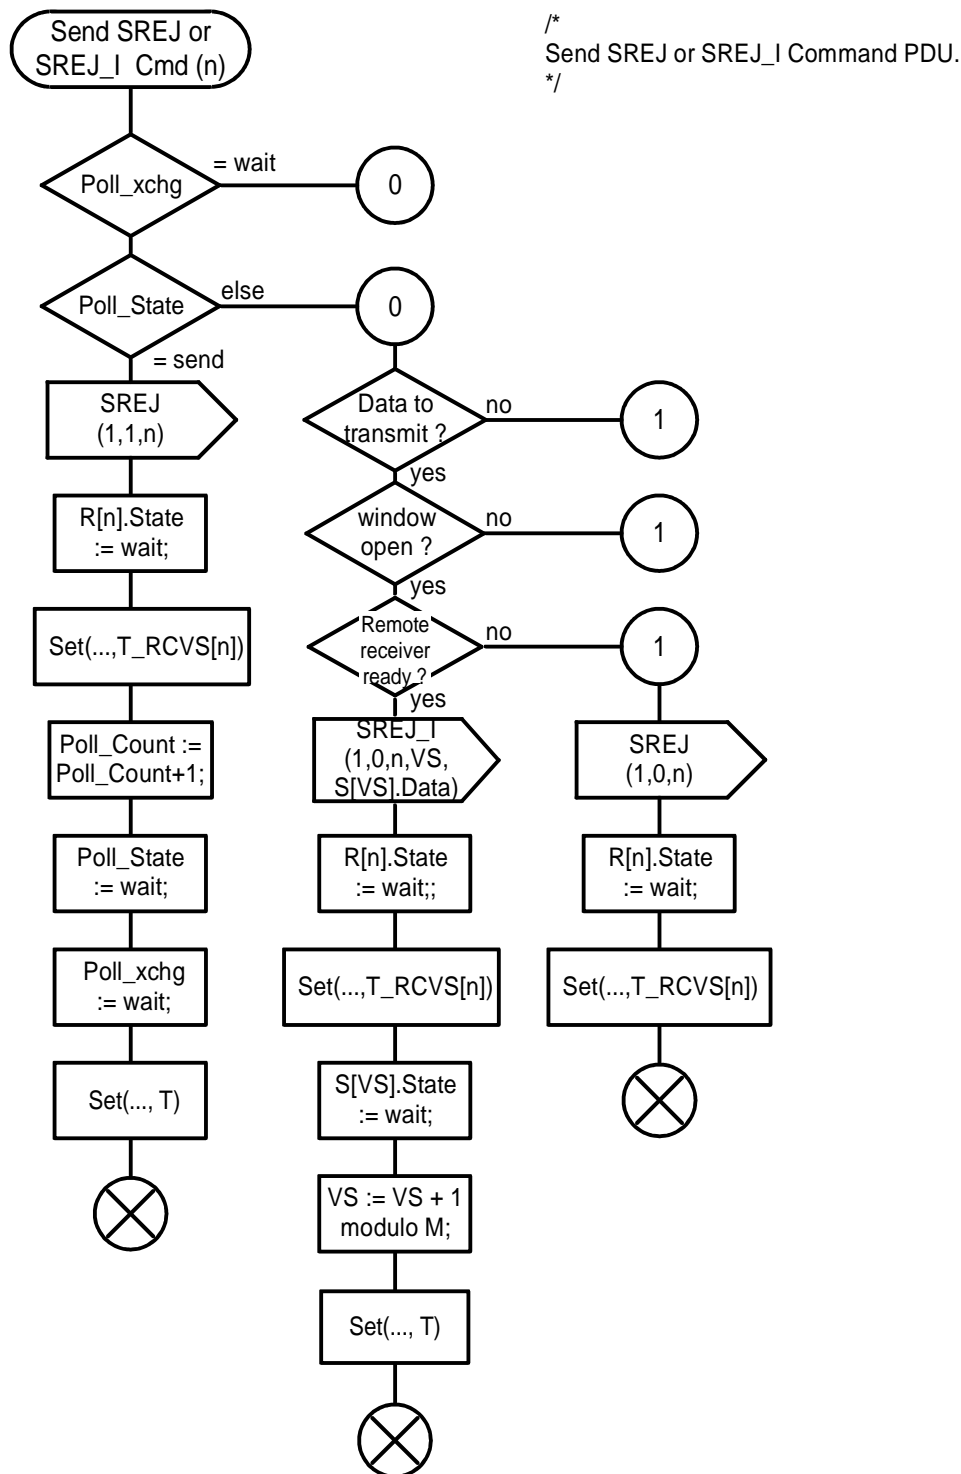 Send SREJ or
SREJ_I  Cmd (n)
/*
Send SREJ or SREJ_I Command PDU.
*/
Poll_xchg
= wait
0
Poll_State
else
0
= send
SREJ
(1,1,n)
R[n].State
:= wait;
Set(...,T_RCVS[n])
Poll_Count :=
Poll_Count+1;
Poll_State
:= wait;
Poll_xchg
:= wait;
Set(..., T)
Data to
transmit ?
no
1
yes
window
open ?
no
1
yes
Remote
receiver
ready ?
no
1
yes
SREJ_I
(1,0,n,VS,
S[VS].Data)
R[n].State
:= wait;;
Set(...,T_RCVS[n])
S[VS].State
:= wait;
VS := VS + 1
modulo M;
Set(..., T)
SREJ
(1,0,n)
R[n].State
:= wait;
Set(...,T_RCVS[n])